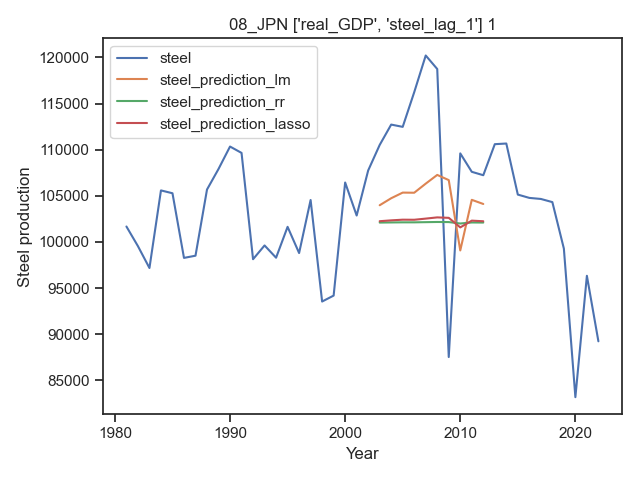 08_JPN ['real_GDP', 'steel_lag_1'] 1
steel
steel_prediction_lm
steel_prediction_rr
steel_prediction_lasso
Steel production
120000
115000
110000
105000
100000
95000
90000
85000
1980
1990
2000
2010
2020
Year